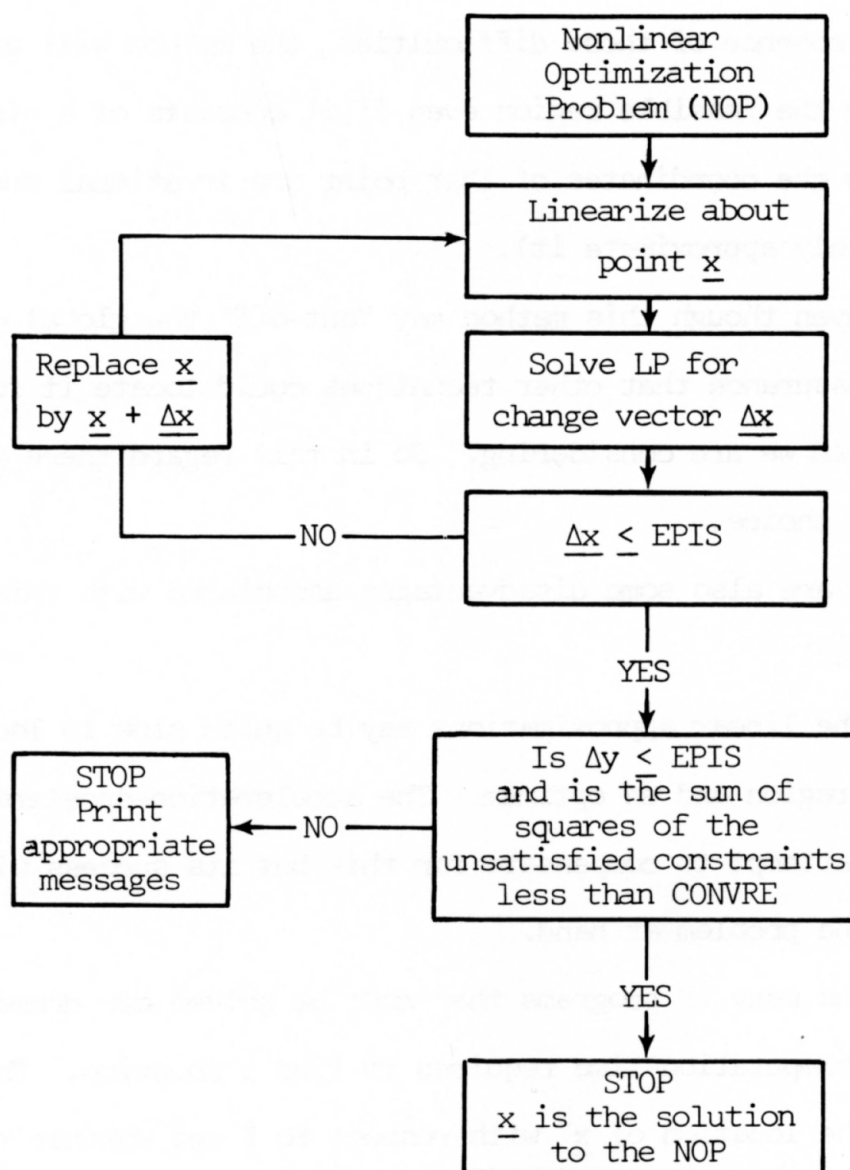 Nonlinear
Optimization
Problem (NOP)
Linearize about
point x
Replace x
by x + Δx
Solve LP for
change vector Δx
Δx ≤ EPIS
NO
YES
Is Δy ≤ EPIS
and is the sum of
squares of the
unsatisfied constraints
less than CONVRE
NO
STOP
Print
appropriate
messages
YES
STOP
x is the solution
to the NOP